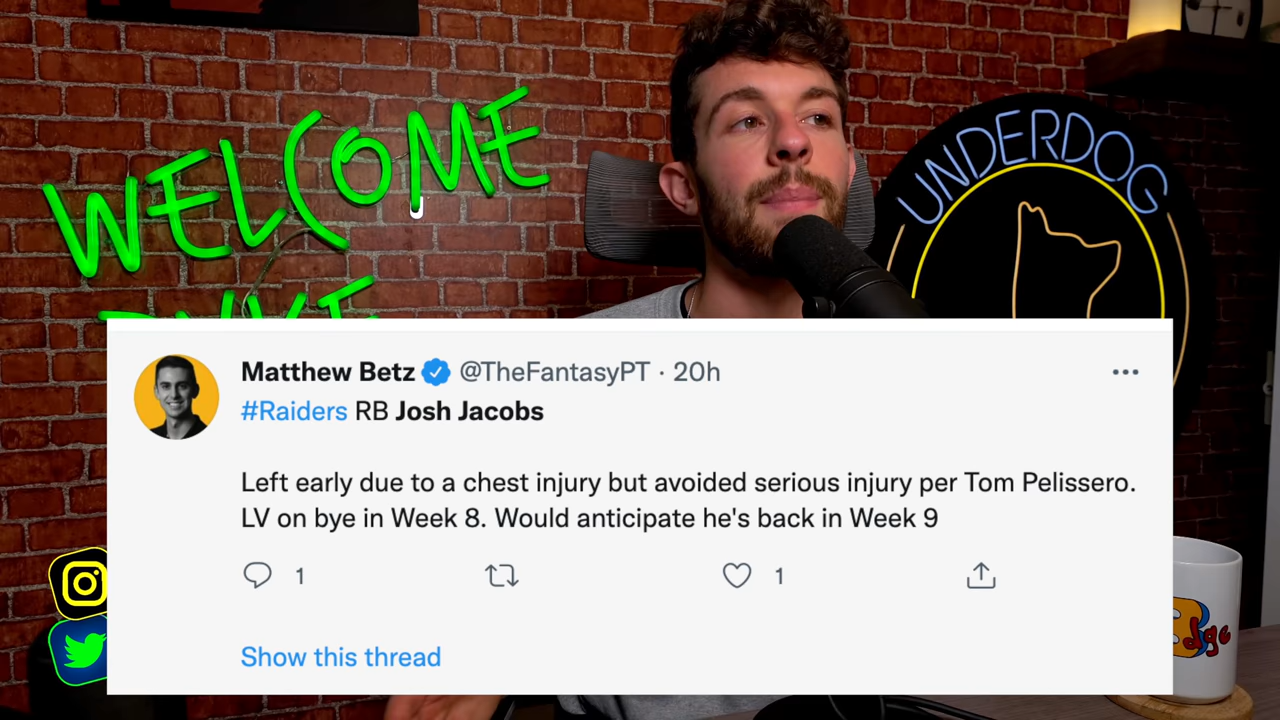 WELCOME
UNDERDOG
Matthew Betz @TheFantasyPT · 20h
#Raiders RB Josh Jacobs
Left early due to a chest injury but avoided serious injury per Tom Pelissero.
LV on bye in Week 8. Would anticipate he's back in Week 9
1
1
Show this thread